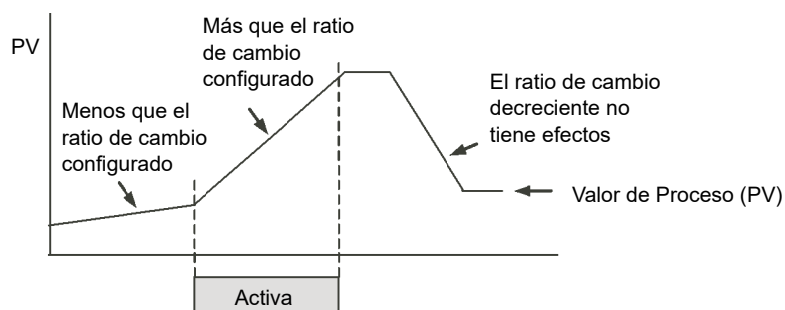 PV
Más que el ratio
de cambio
configurado
Menos que el
ratio de cambio
configurado
El ratio de cambio
decreciente no
tiene efectos
Valor de Proceso (PV)
Activa